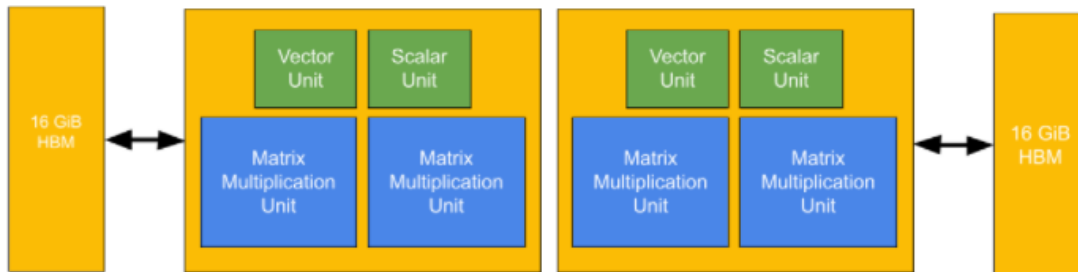 16 GiB
HBM
Vector
Unit
Scalar
Unit
Matrix
Multiplication
Unit
Matrix
Multiplication
Unit
Vector
Unit
Scalar
Unit
Matrix
Multiplication
Unit
Matrix
Multiplication
Unit
16 GiB
HBM